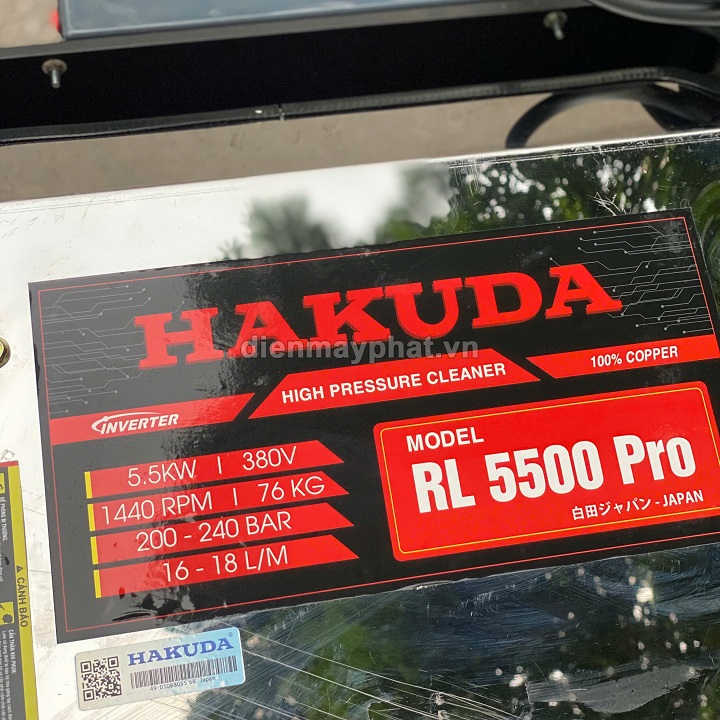 HAKUDA
dienmayphat.vn
INVERTER
HIGH PRESSURE CLEANER
100% COPPER
5.5KW | 380V
1440 RPM | 76 KG
200 - 240 BAR
16 - 18 L/M
MODEL
RL 5500 Pro
白田ジャパン - JAPAN
CẢNH BÁO
HAKUDA